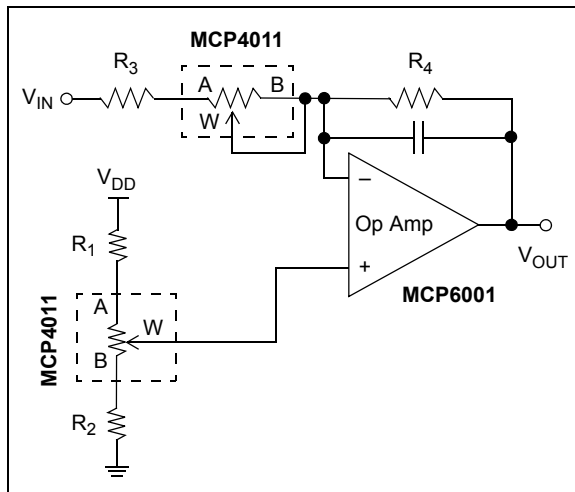 MCP4011
R3
A
B
R4
VIN
W
VDD
−
Op Amp
R1
+
VOUT
MCP6001
MCP4011
A
W
B
R2